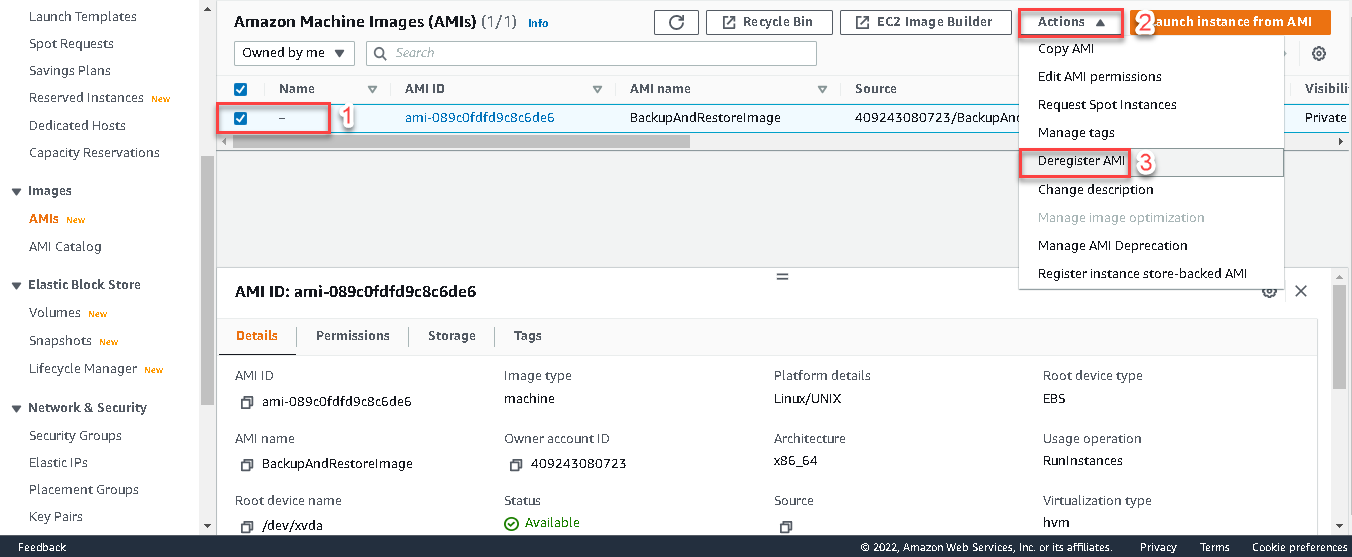 Launch Templates
Spot Requests
Savings Plans
Reserved Instances New
Dedicated Hosts
Capacity Reservations
Images
AMIs New
AMI Catalog
Elastic Block Store
Volumes New
Snapshots New
Lifecycle Manager New
Network & Security
Security Groups
Elastic IPs
Placement Groups
Key Pairs
Amazon Machine Images (AMIs) (1/1) Info
Recycle Bin
EC2 Image Builder
Actions
2
Launch instance from AMI
Owned by me
Search
Name AMI ID AMI name Source Visibili
– 1 ami-089c0fdfd9c8c6de6 BackupAndRestoreImage 409243080723/BackupAnd Private
Copy AMI
Edit AMI permissions
Request Spot Instances
Manage tags
Deregister AMI 3
Change description
Manage image optimization
Manage AMI Deprecation
Register instance store-backed AMI
AMI ID: ami-089c0fdfd9c8c6de6
Details Permissions Storage Tags
AMI ID Image type Platform details Root device type
ami-089c0fdfd9c8c6de6 machine Linux/UNIX EBS
AMI name Owner account ID Architecture Usage operation
BackupAndRestoreImage 409243080723 x86_64 RunInstances
Root device name Status Source Virtualization type
/dev/xvda Available hvm
Feedback © 2022, Amazon Web Services, Inc. or its affiliates. Privacy Terms Cookie preferences